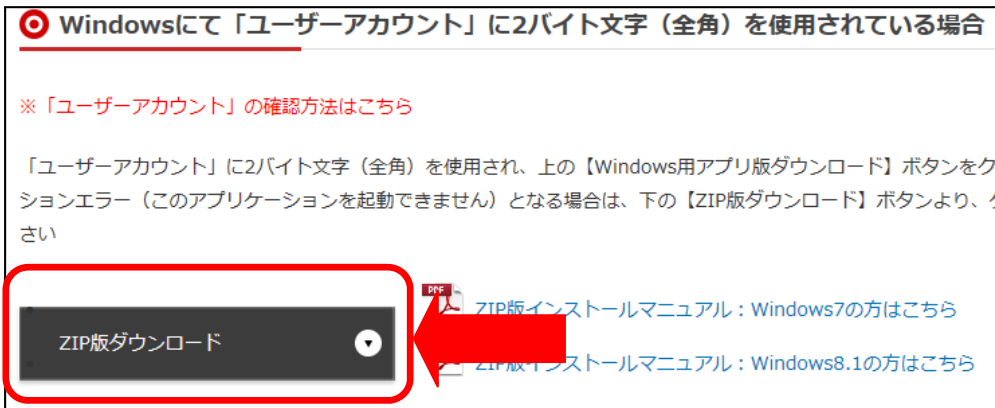 Windowsにて「ユーザーアカウント」に2バイト文字（全角）を使用されている場合
※「ユーザーアカウント」の確認方法はこちら
「ユーザーアカウント」に2バイト文字（全角）を使用され、上の【Windows用アプリ版ダウンロード】ボタンをク
ションエラー（このアプリケーションを起動できません）となる場合は、下の【ZIP版ダウンロード】ボタンより、
さい
ZIP版ダウンロード
ZIP版インストールマニュアル：Windows7の方はこちら
ZIP版インストールマニュアル：Windows8.1の方はこちら